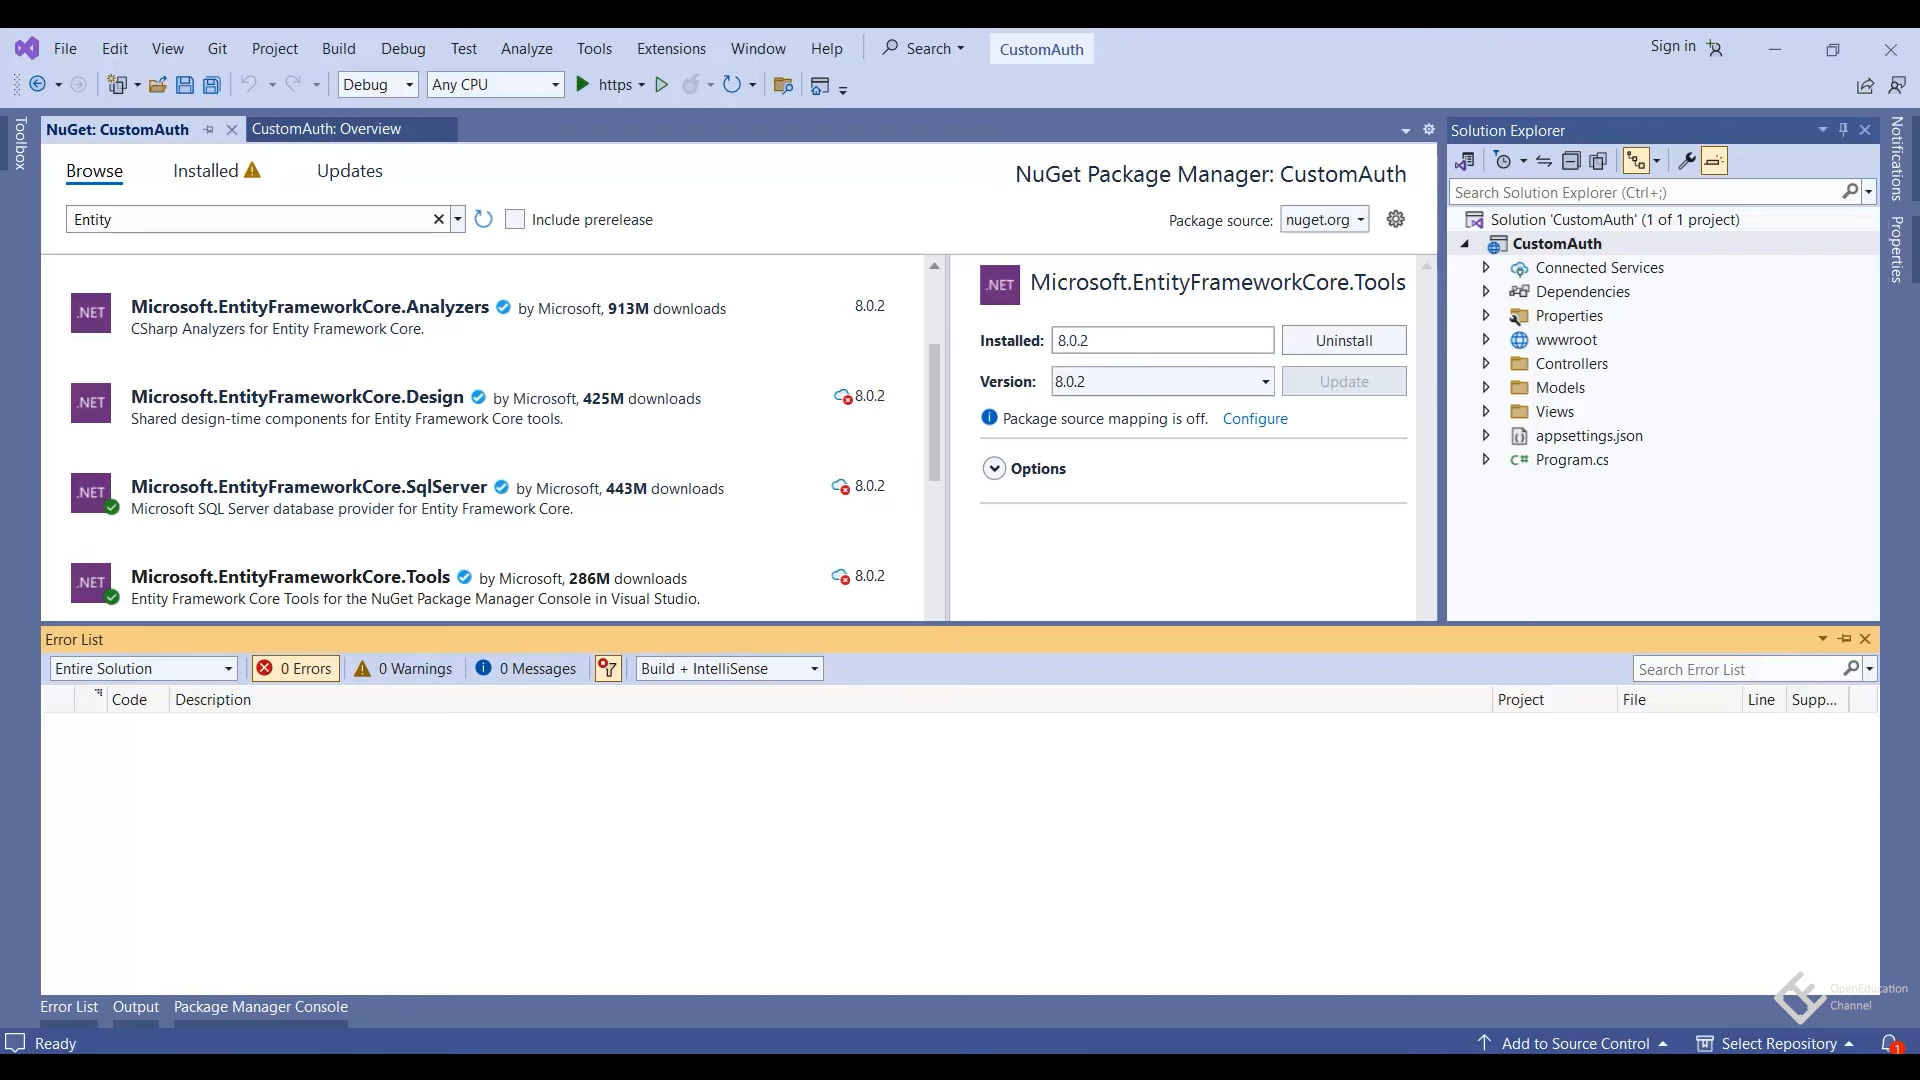 File Edit View Git Project Build Debug Test Analyze Tools Extensions Window Help Search CustomAuth Sign in
Debug Any CPU https
Toolbox
NuGet: CustomAuth CustomAuth: Overview
Browse Installed Updates
NuGet Package Manager: CustomAuth
Entity Include prerelease
Package source: nuget.org
.NET Microsoft.EntityFrameworkCore.Analyzers by Microsoft, 913M downloads 8.0.2
CSharp Analyzers for Entity Framework Core.
.NET Microsoft.EntityFrameworkCore.Design by Microsoft, 425M downloads 8.0.2
Shared design-time components for Entity Framework Core tools.
.NET Microsoft.EntityFrameworkCore.SqlServer by Microsoft, 443M downloads 8.0.2
Microsoft SQL Server database provider for Entity Framework Core.
.NET Microsoft.EntityFrameworkCore.Tools by Microsoft, 286M downloads 8.0.2
Entity Framework Core Tools for the NuGet Package Manager Console in Visual Studio.
.NET Microsoft.EntityFrameworkCore.Tools
Installed: 8.0.2 Uninstall
Version: 8.0.2 Update
Package source mapping is off. Configure
Options
Solution Explorer
Search Solution Explorer (Ctrl+;)
Solution 'CustomAuth' (1 of 1 project)
CustomAuth
Connected Services
Dependencies
Properties
wwwroot
Controllers
Models
Views
appsettings.json
C# Program.cs
Notifications
Properties
Error List
Entire Solution 0 Errors 0 Warnings 0 Messages Build + IntelliSense Search Error List
Code Description Project File Line Supp...
OpenEducation
Channel
Error List Output Package Manager Console
Ready Add to Source Control Select Repository 1